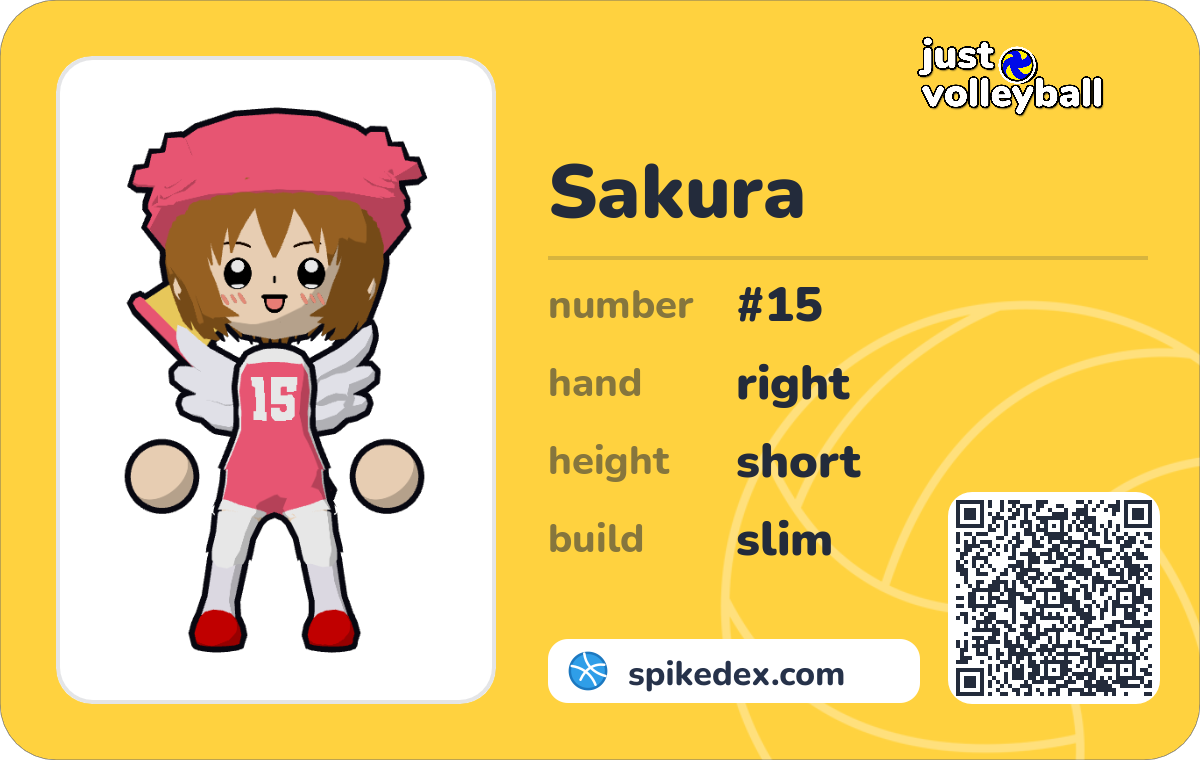 just
volleyball
Sakura
number #15
hand right
height short
build slim
15
spikedex.com